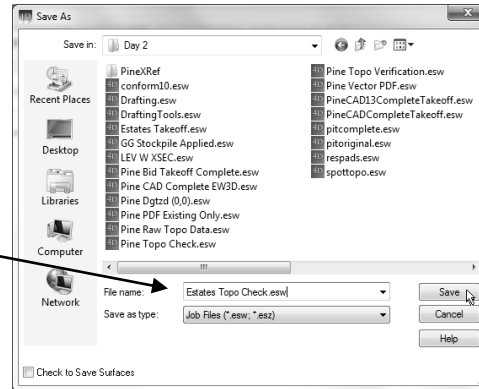 Save As
Save in:
Day 2
Recent Places
Desktop
Libraries
Computer
Network
PineXRef
conform10.esw
Drafting.esw
DraftingTools.esw
Estates Takeoff.esw
GG Stockpile Applied.esw
LEV W XSEC.esw
Pine Bid Takeoff Complete.esw
Pine CAD Complete EW3D.esw
Pine Dgtzd (0,0).esw
Pine PDF Existing Only.esw
Pine Raw Topo Data.esw
Pine Topo Check.esw
Pine Topo Verification.esw
Pine Vector PDF.esw
PineCAD13CompleteTakeoff.esw
PineCADCompleteTakeoff.esw
pitcomplete.esw
pitoriginal.esw
respads.esw
spottopo.esw
File name:
Estates Topo Check.esw
Save
Save as type:
Job Files (*.esw; *.esz)
Cancel
Help
Check to Save Surfaces